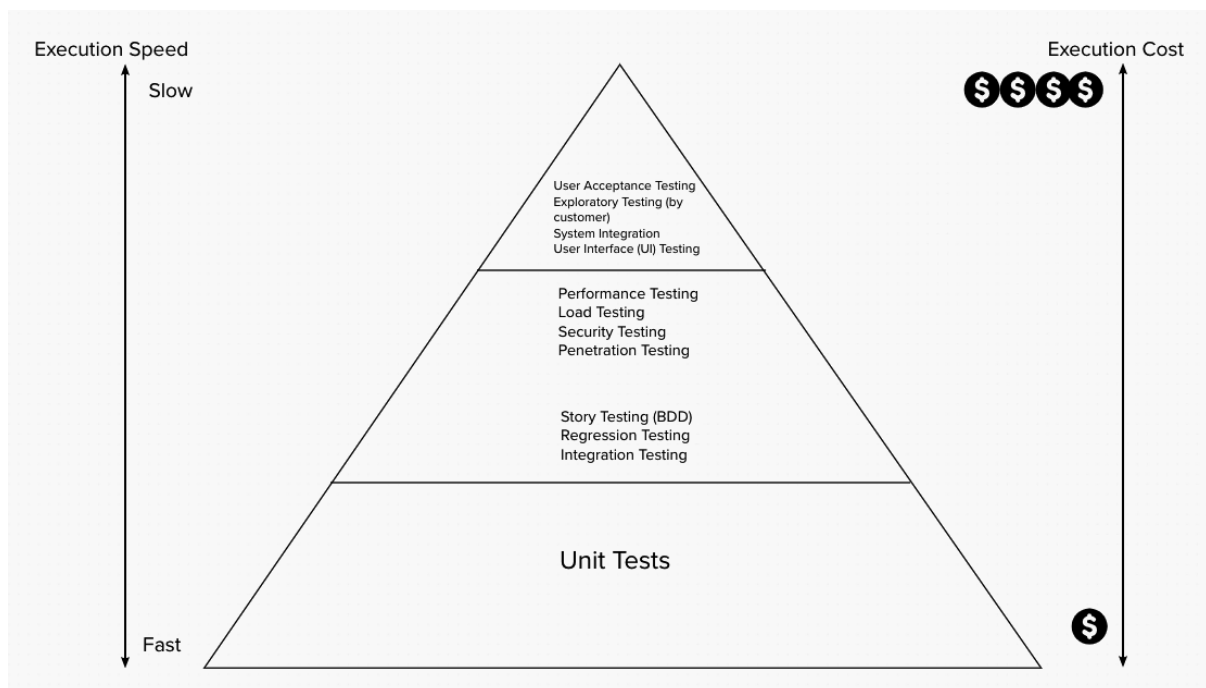 Execution Speed
Execution Cost
Slow
$ $ $ $
User Acceptance Testing
Exploratory Testing (by
customer)
System Integration
User Interface (UI) Testing
Performance Testing
Load Testing
Security Testing
Penetration Testing
Story Testing (BDD)
Regression Testing
Integration Testing
Unit Tests
Fast
$